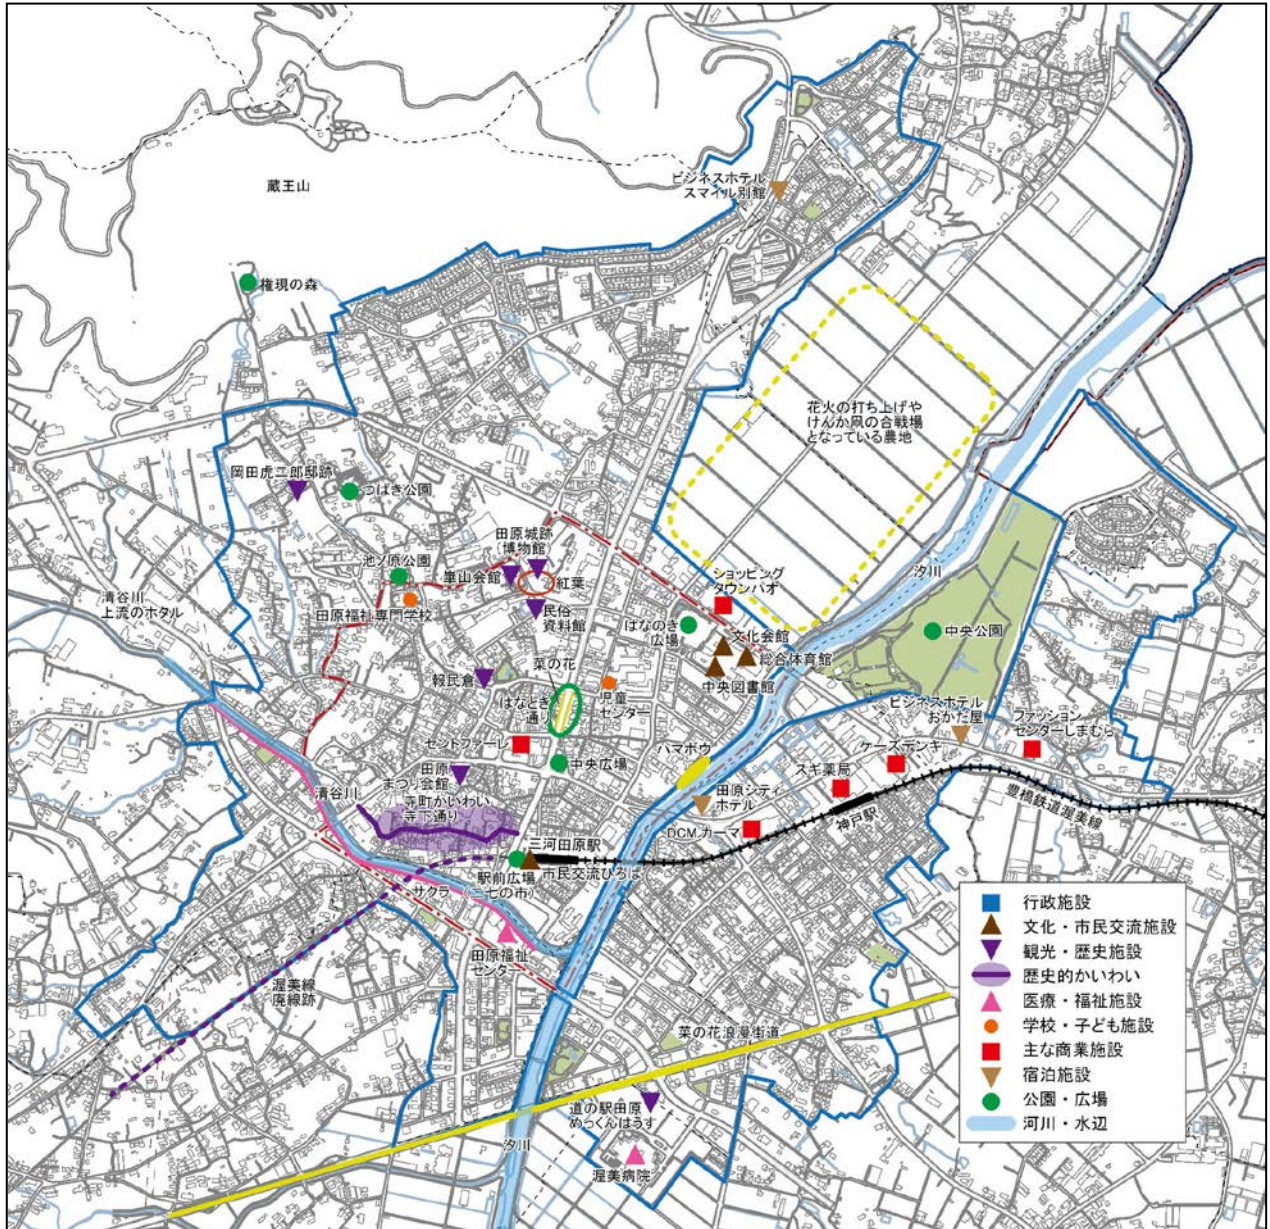 ビジネスホテル
スマイル別館
蔵王山
権現の森
花火の打ち上げや
けんか凧の合戦場
となっている農地
岡田虎二郎邸跡
つばき公園
田原城跡
博物館
池ノ原公園
崋山会館
紅葉
ショッピング
タウンパオ
汐川
清谷川
上流のホタル
田原福祉専門学校
民俗
資料館
はなのき
広場
文化会館
総合体育館
中央図書館
中央公園
菜の花
報民倉
はなとき
通り
児童
センター
ビジネスホテル
おかだ屋
ファッション
センターしまむら
セントファーレ
ハマボウ
ケーズデンキ
中央広場
田原
まつり会館
スギ薬局
田原シティ
ホテル
清谷川
寺町かいわい
寺下通り
豊橋鉄道渥美線
神戸駅
DCMカーマ
三河田原駅
市民交流ひろば
駅前広場
(一七の市)
サクラ
田原福祉
センター
渥美線
廃線跡
菜の花浪漫街道
道の駅田原
めっくんはうす
汐川
渥美病院
行政施設
文化・市民交流施設
観光・歴史施設
歴史的かいわい
医療・福祉施設
学校・子ども施設
主な商業施設
宿泊施設
公園・広場
河川・水辺